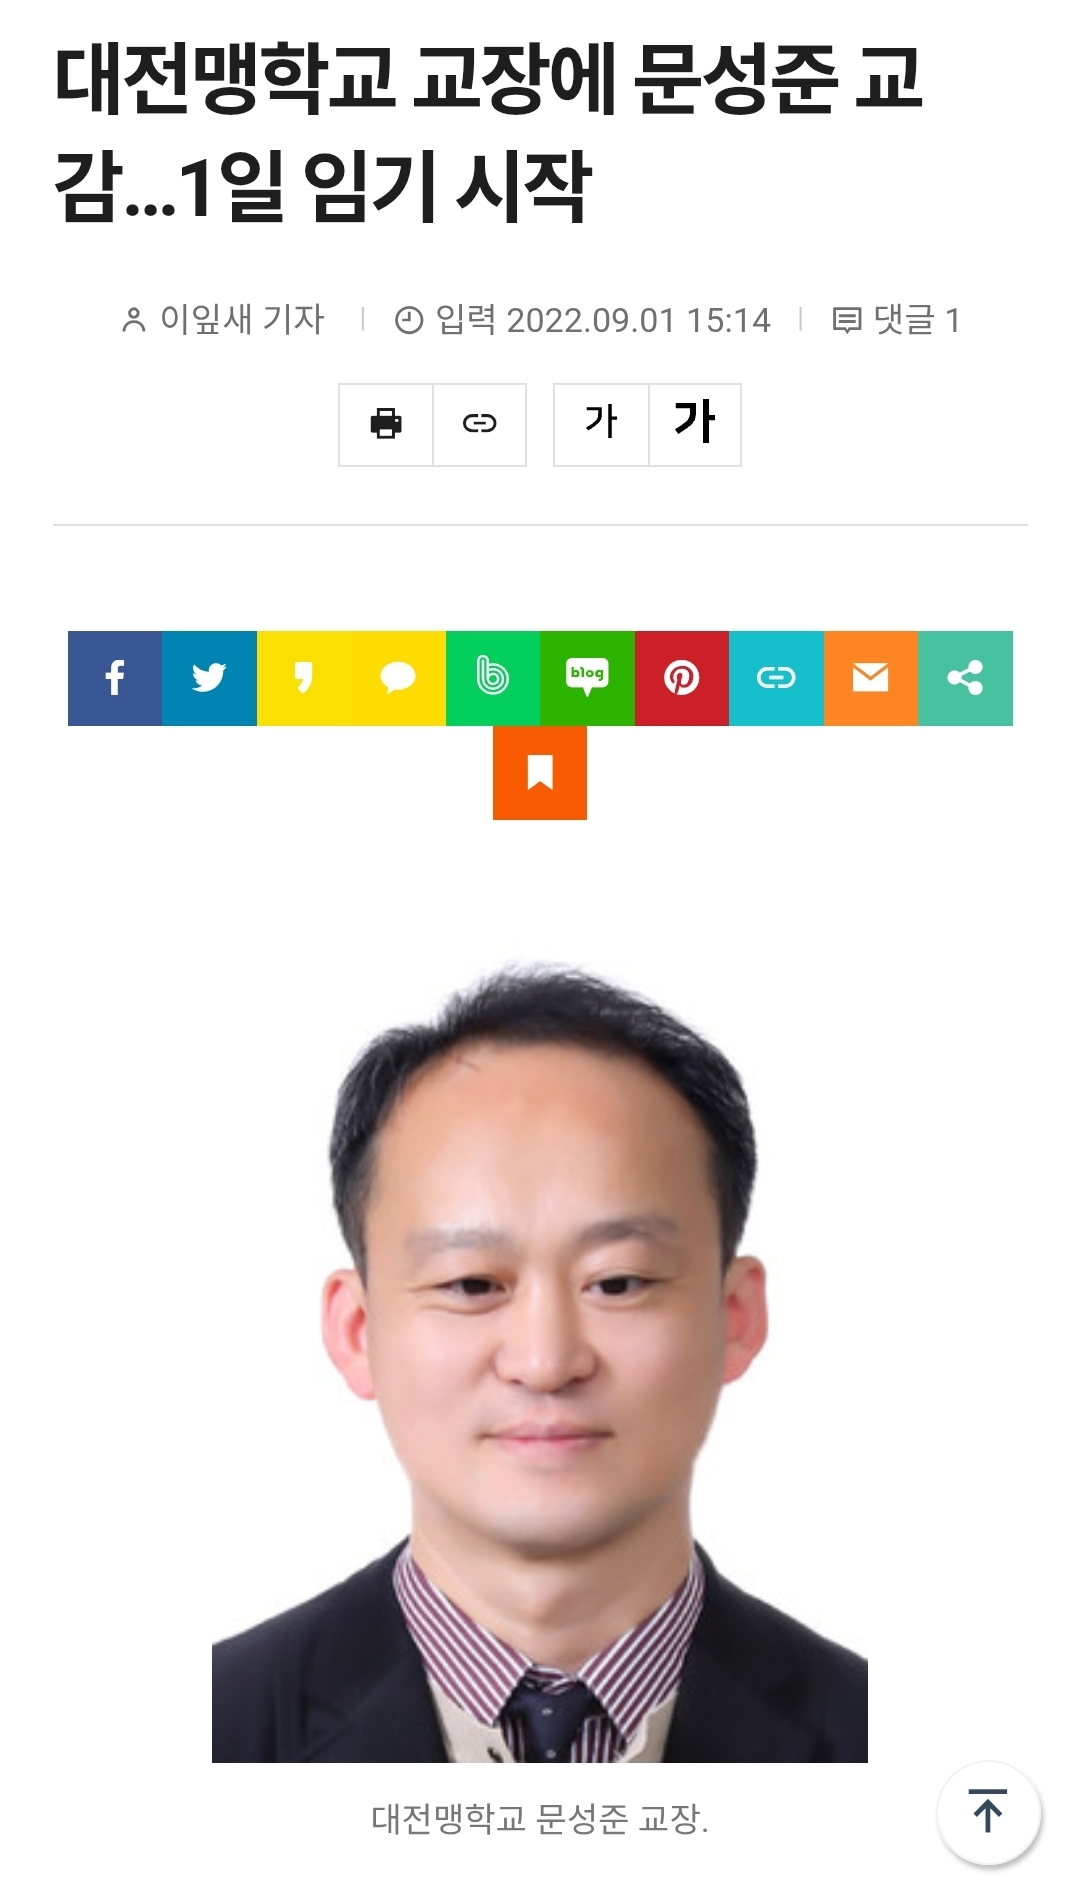 대전맹학교 교장에 문성준 교
감...1일 임기 시작
이잎새 기자 입력 2022.09.01 15:14 댓글 1
가 가
blog
대전맹학교 문성준 교장.